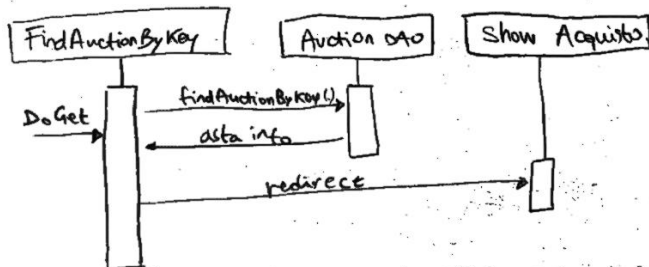 FindAuctionByKey
Auction DAO
Show Acquisto
DoGet
findAuctionByKey()
asta info
redirect